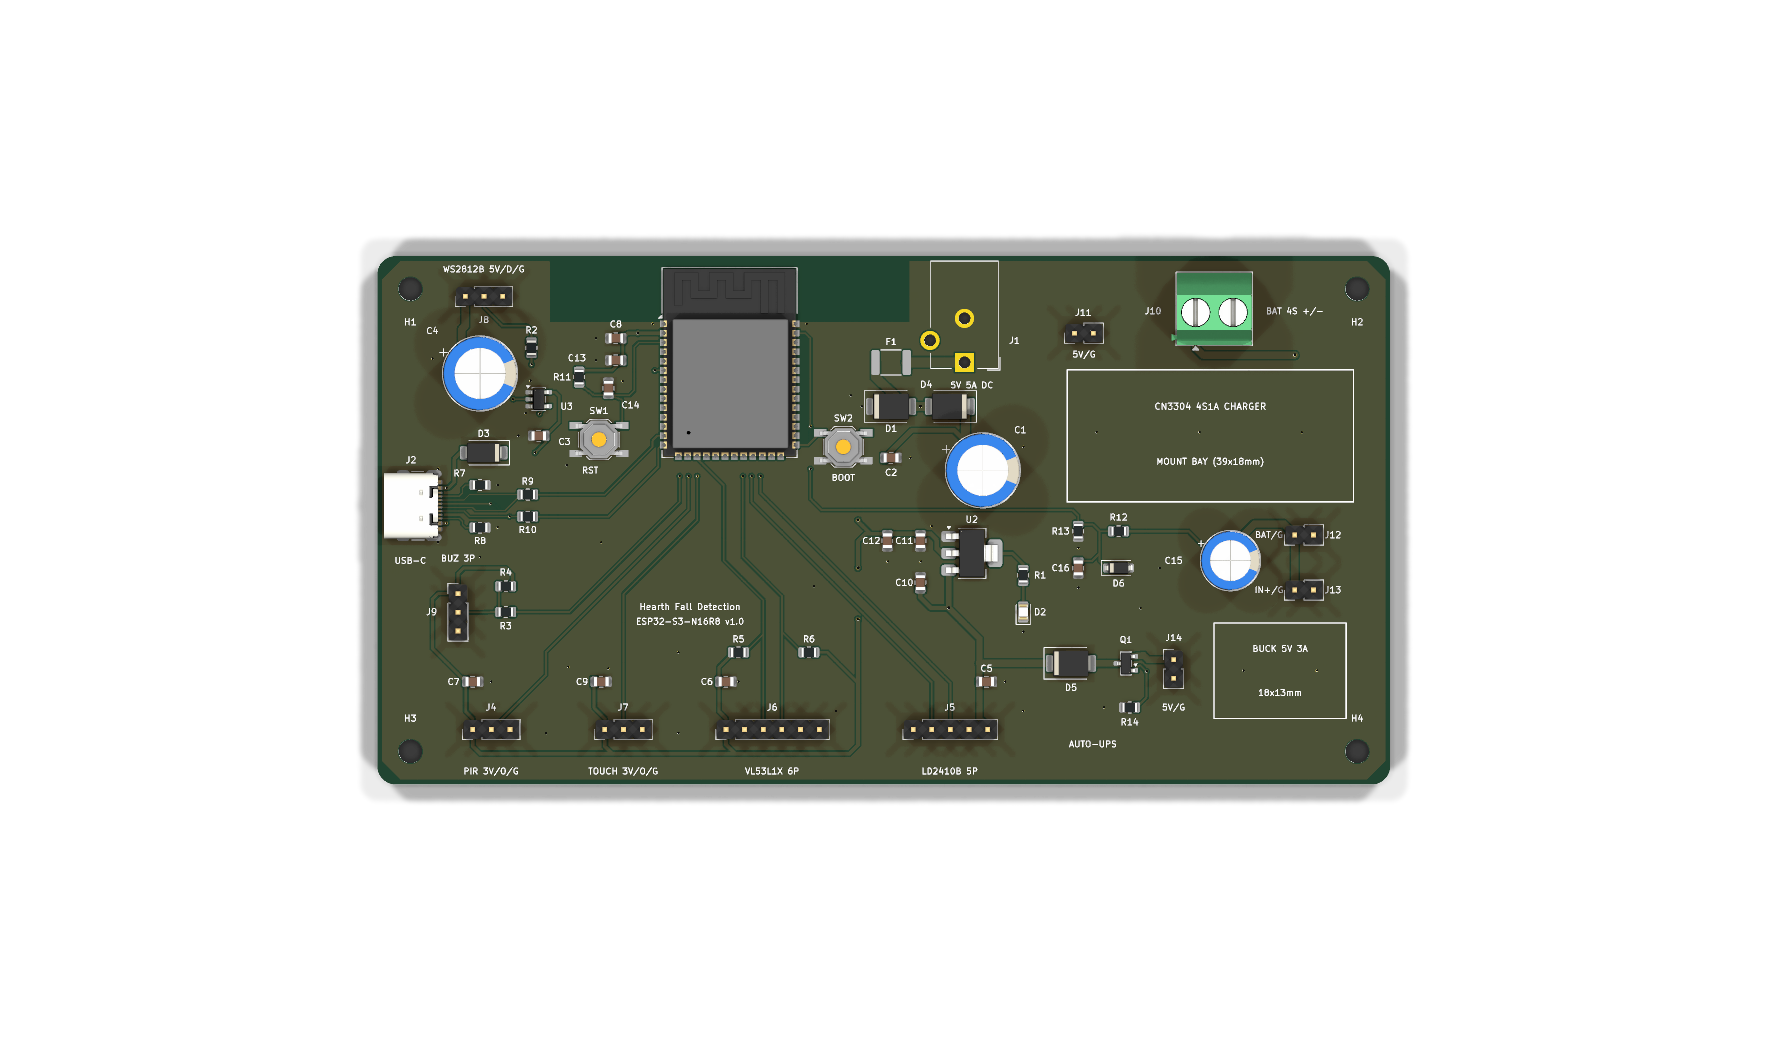 WS2812B 5V/D/G
J8
H1
C4
R2
C8
C13
R11
C14
U3
SW1
C3
RST
D3
J2
R7
R9
R8
R10
USB-C
BUZ 3P
R4
J9
R3
F1
J1
D4
5V 5A DC
D1
SW2
C2
BOOT
C1
J11
5V/G
J10
BAT 4S +/-
H2
CN3304 4S1A CHARGER
MOUNT BAY (39x18mm)
U2
C12
C11
C10
R1
D2
R13
R12
C16
D6
C15
BAT/G
J12
IN+/G
J13
Hearth Fall Detection
ESP32-S3-N16R8 v1.0
R5
R6
C7
C9
C6
C5
D5
Q1
J14
R14
5V/G
BUCK 5V 3A
18x13mm
H3
H4
J4
J7
J6
J5
AUTO-UPS
PIR 3V/O/G
TOUCH 3V/O/G
VL53L1X 6P
LD2410B 5P